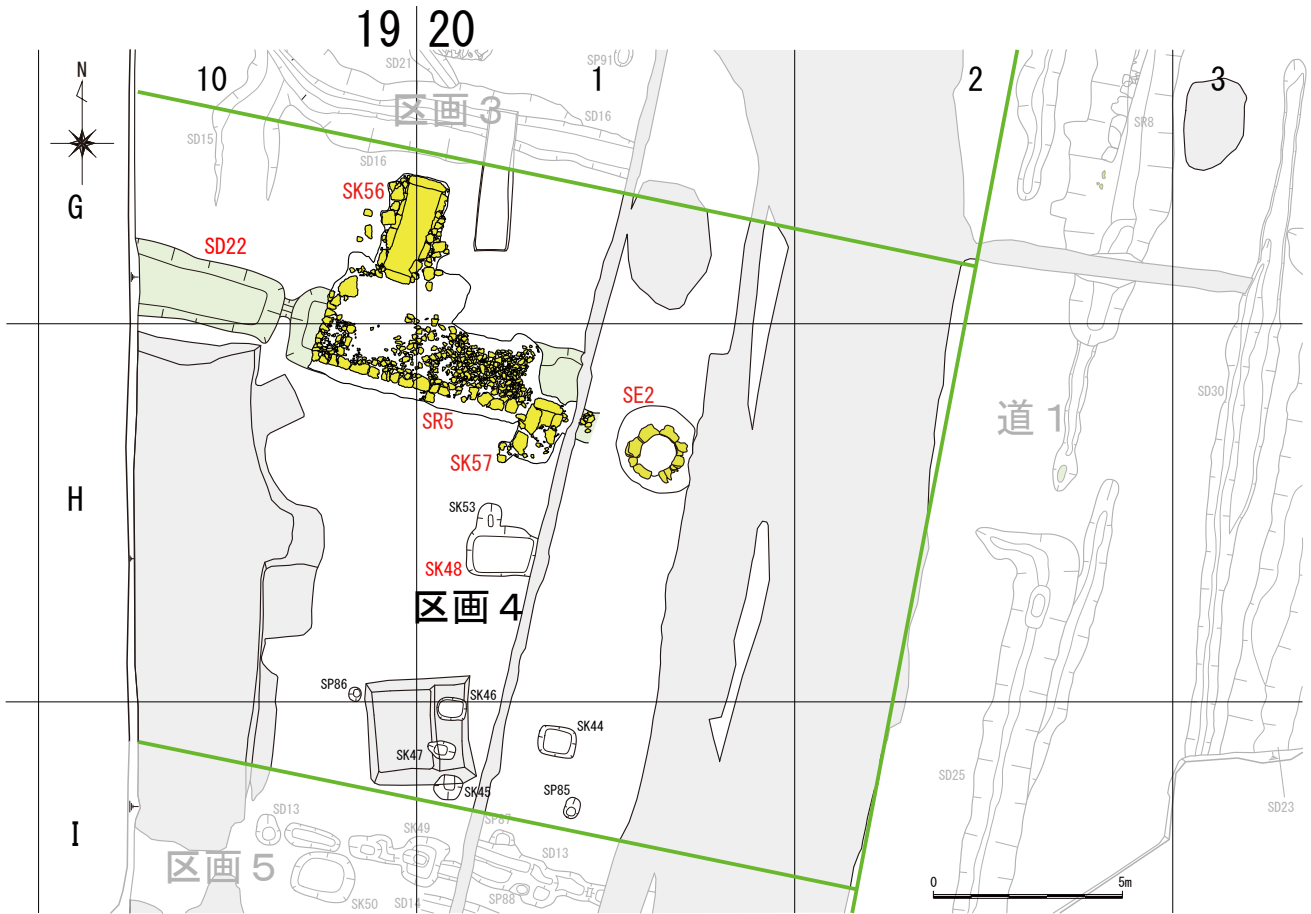 19 20
N
10
1
2
3
SD21
SP91
区画３
SD15
SD16
SD16
SR8
G
SK56
SD22
SE2
SR5
SK57
道１
SD30
H
SK53
SK48
区画４
SP86
SK46
SK44
SK47
SK45
SP85
SD25
SD23
I
SD13
SK49
SP87
SD13
区画５
SK50
SD14
SP88
0
5m